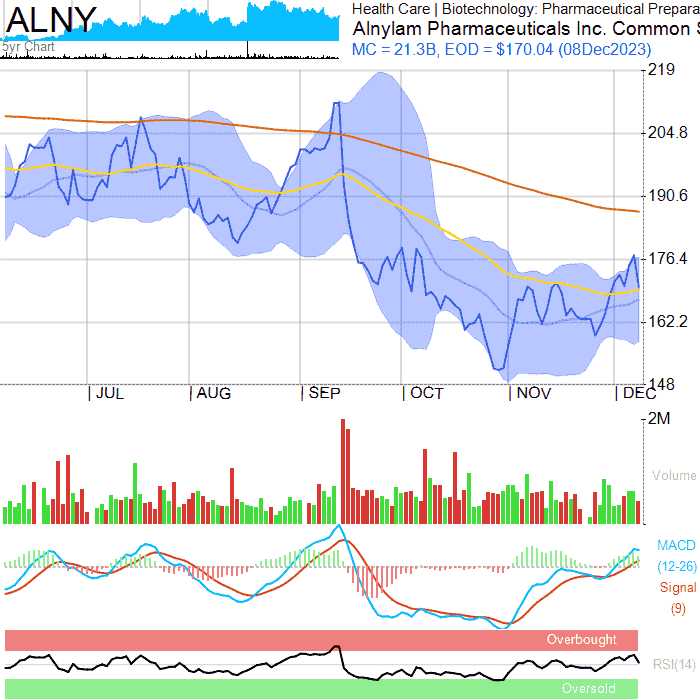 ALNY
5yr Chart
Health Care | Biotechnology: Pharmaceutical Prepara
Alnylam Pharmaceuticals Inc. Common S
MC = 21.3B, EOD = $170.04 (08Dec2023)
219
204.8
190.6
176.4
162.2
148
| JUL | AUG | SEP | OCT | NOV | DEC
2M
Volume
MACD
(12-26)
Signal
(9)
Overbought
RSI(14)
Oversold